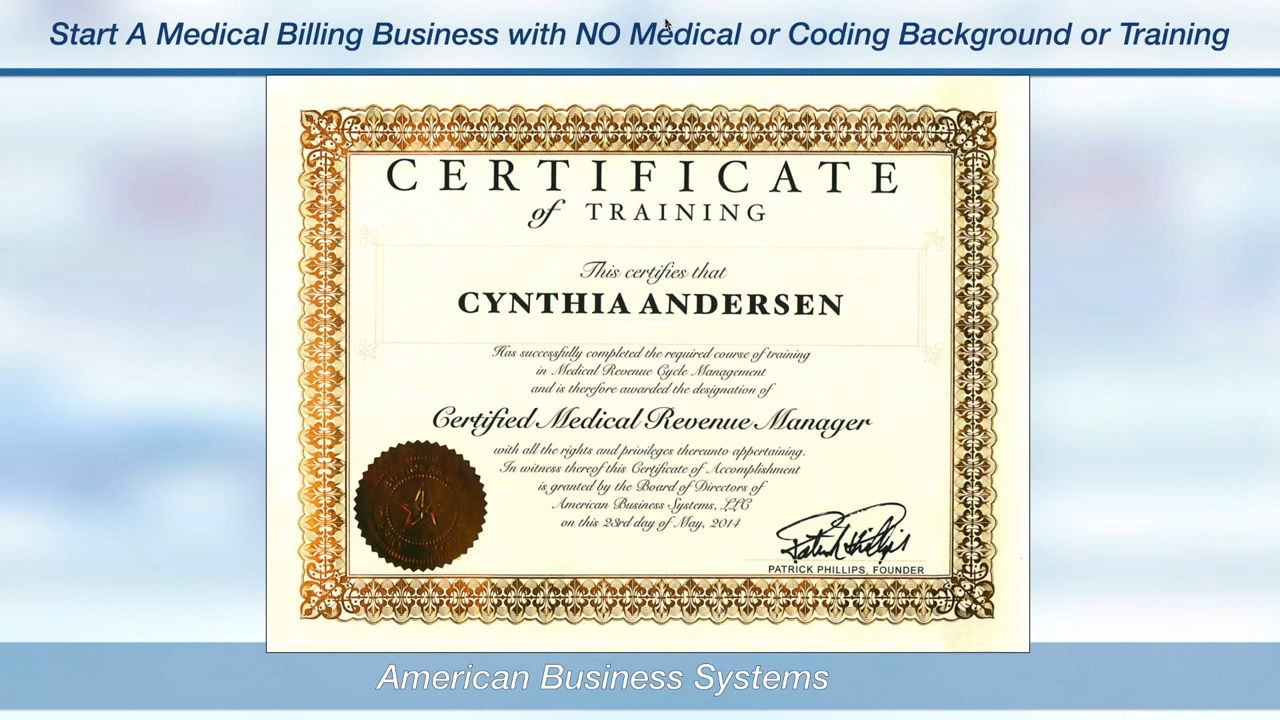 Start A Medical Billing Business with NO Medical or Coding Background or Training
CERTIFICATE
of TRAINING
This certifies that
CYNTHIA ANDERSEN
Has successfully completed the required course of training
in Medical Revenue Cycle Management
and is therefore awarded the designation of
Certified Medical Revenue Manager
with all the rights and privileges thereunto appertaining.
In witness thereof this Certificate of Accomplishment
is granted by the Board of Directors of
American Business Systems, LLC
on this 23rd day of May, 2014
Patrick Phillips
PATRICK PHILLIPS, FOUNDER
American Business Systems